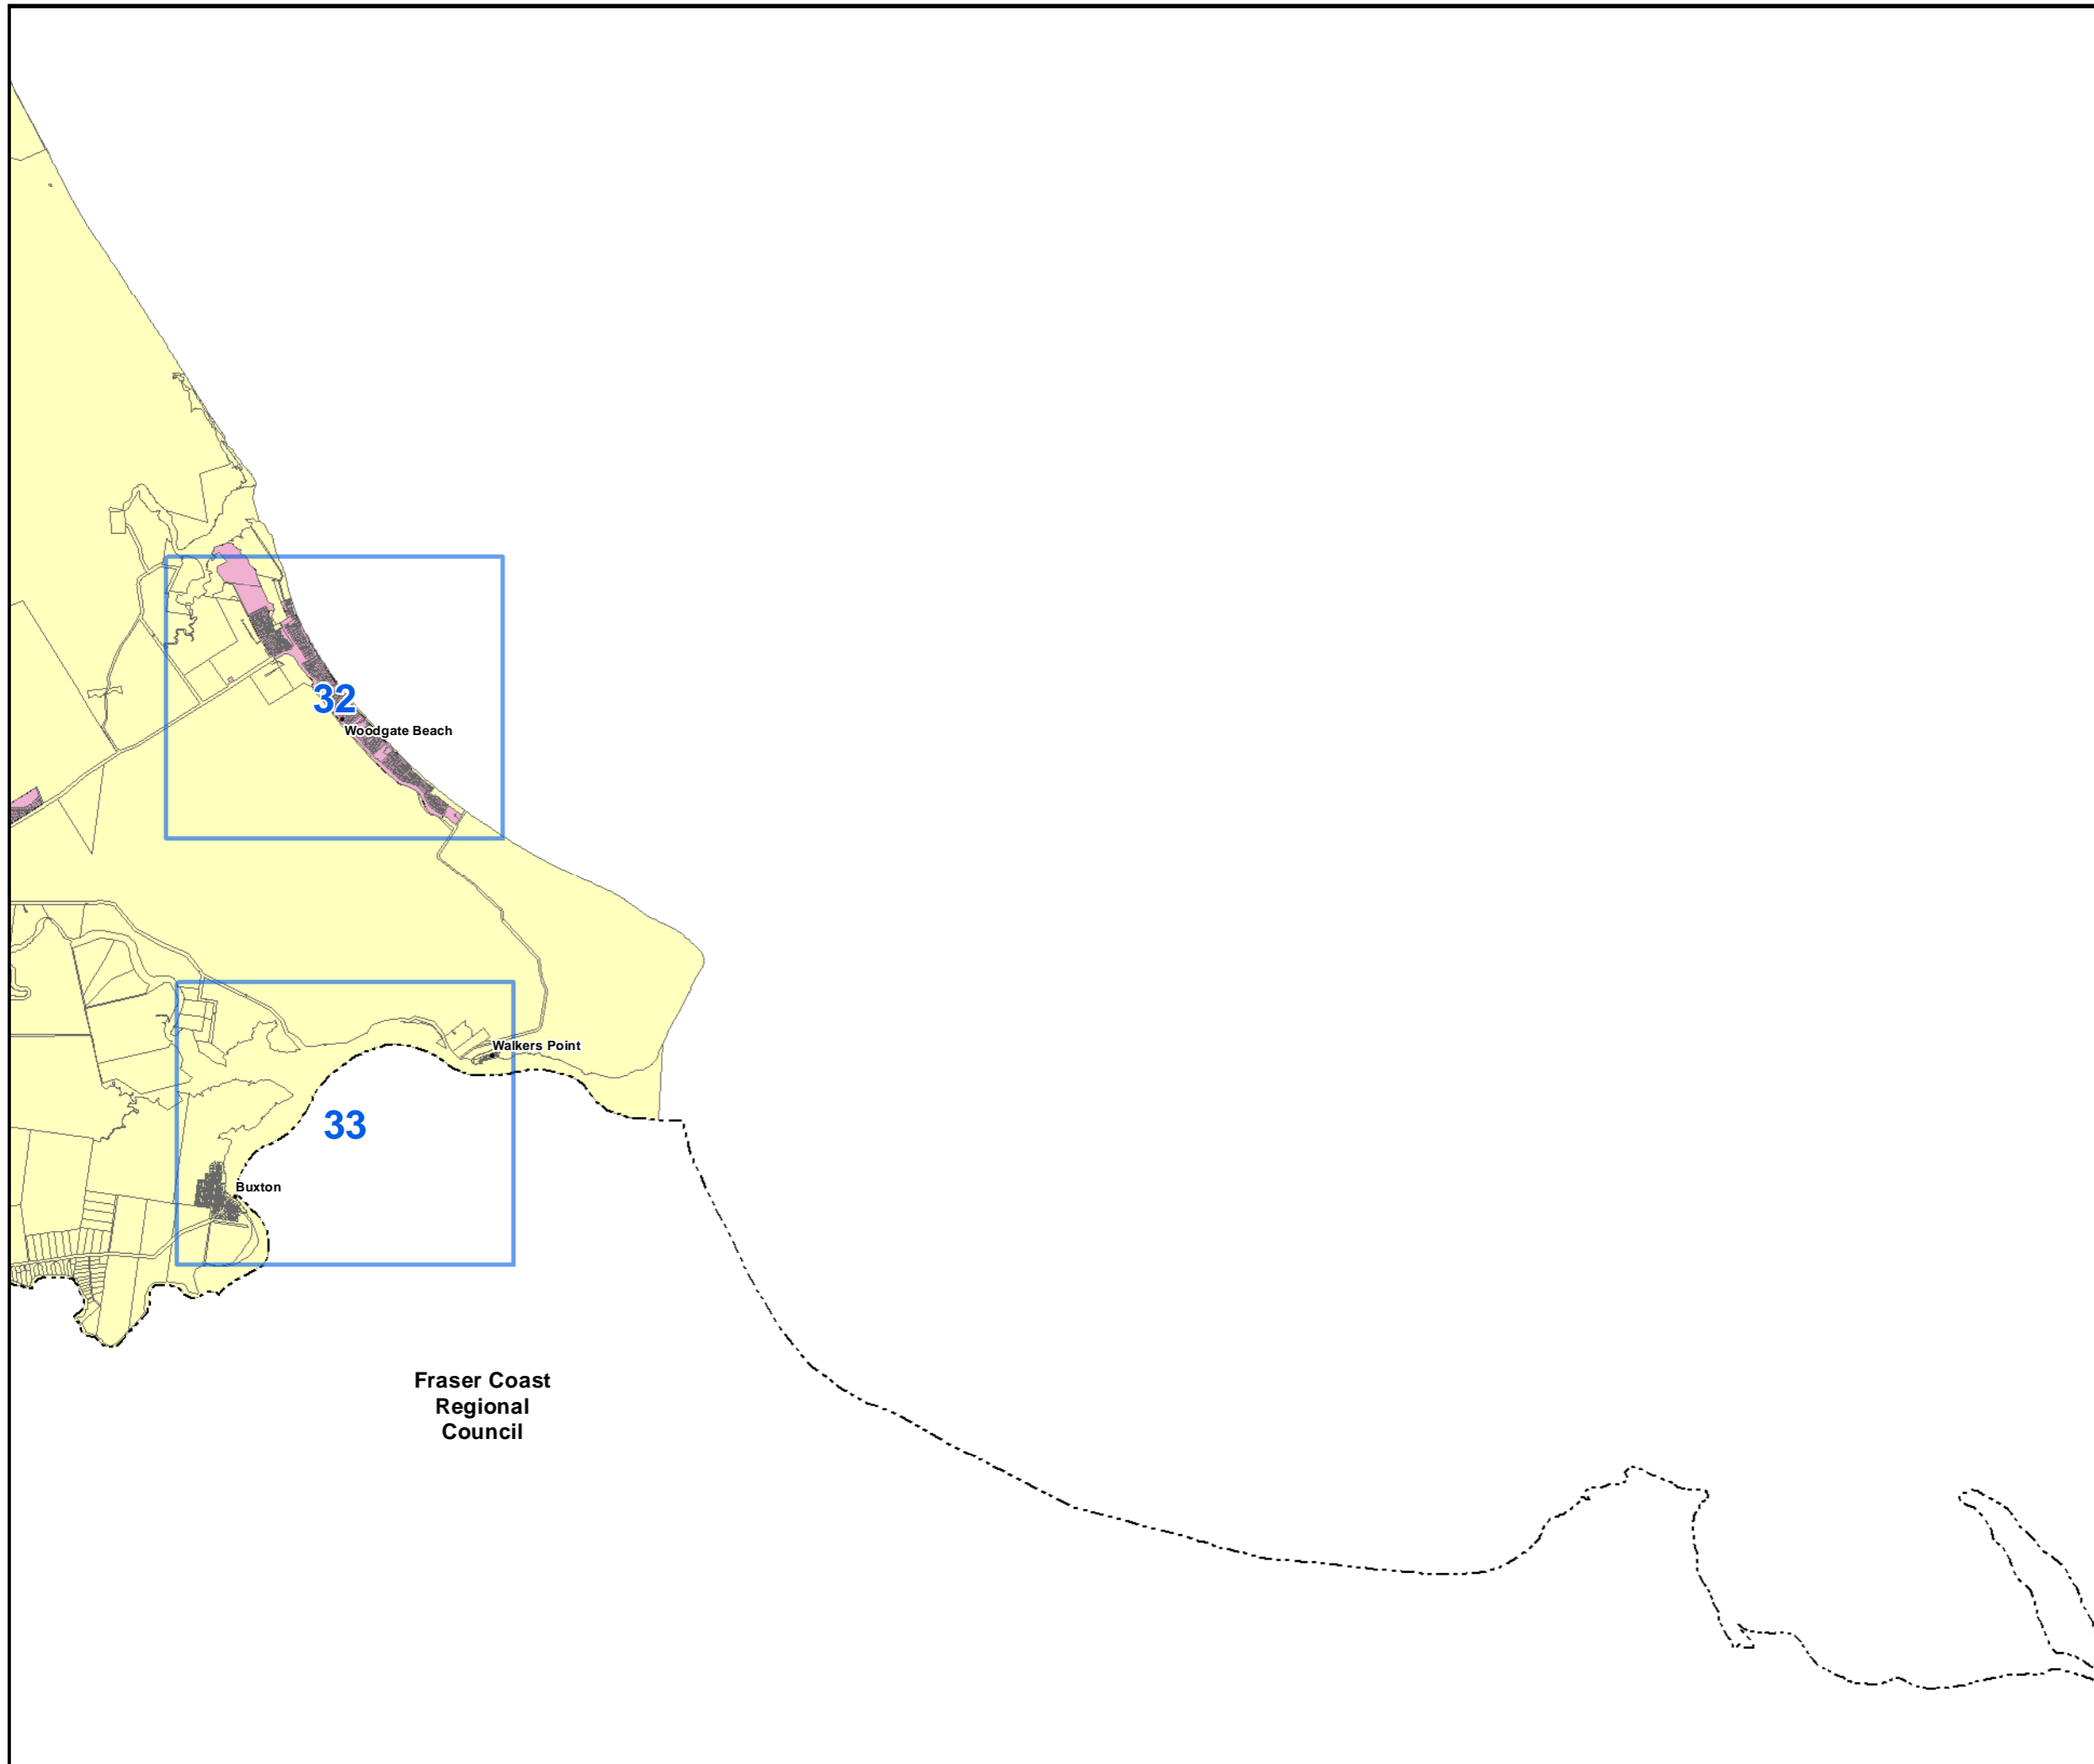 32
Woodgate Beach
Walkers Point
33
Buxton
Fraser Coast
Regional
Council